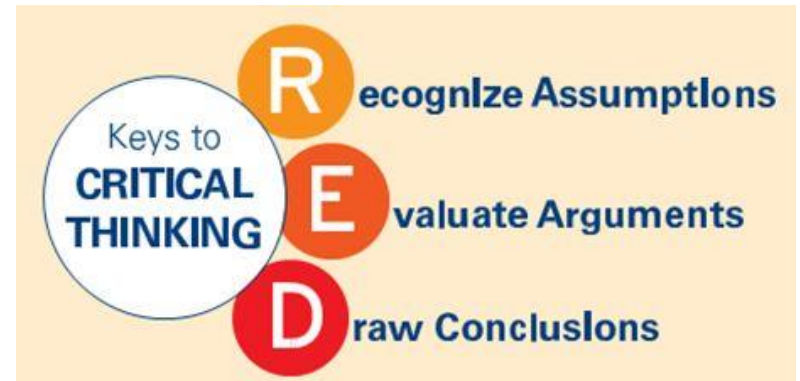 Keys to
CRITICAL
THINKING
Recognize Assumptions
Evaluate Arguments
Draw Conclusions